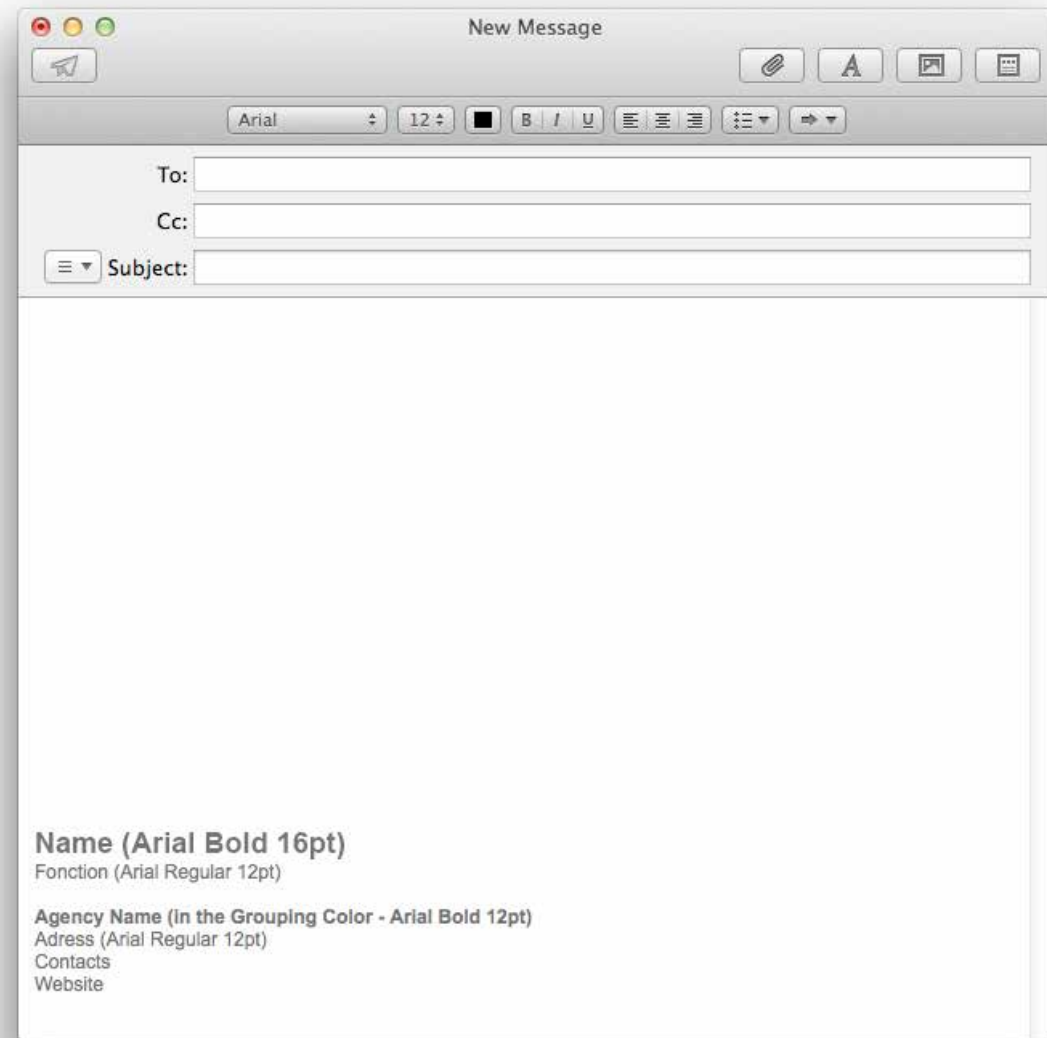 New Message
Arial 12 B I U
To:
Cc:
Subject:
Name (Arial Bold 16pt)
Fonction (Arial Regular 12pt)
Agency Name (in the Grouping Color - Arial Bold 12pt)
Adress (Arial Regular 12pt)
Contacts
Website